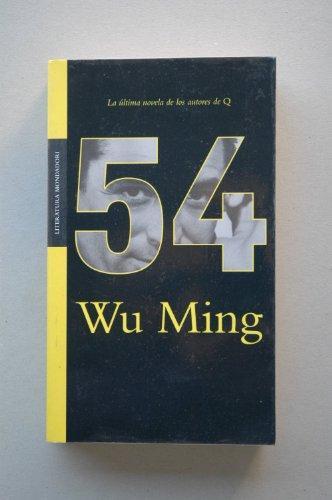 La última novela de los autores de Q
54
Wu Ming
LITERATURA MONDADORI